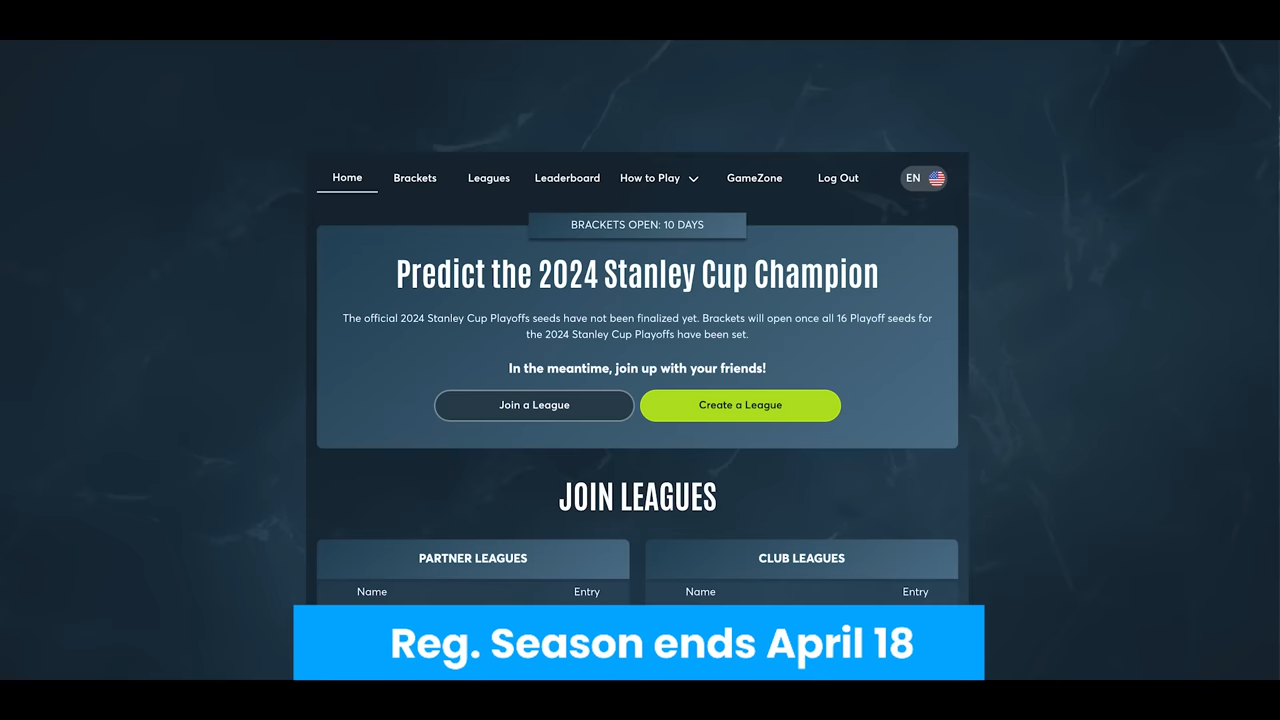 Home Brackets Leagues Leaderboard How to Play GameZone Log Out EN
BRACKETS OPEN: 10 DAYS
Predict the 2024 Stanley Cup Champion
The official 2024 Stanley Cup Playoffs seeds have not been finalized yet. Brackets will open once all 16 Playoff seeds for
the 2024 Stanley Cup Playoffs have been set.
In the meantime, join up with your friends!
Join a League Create a League
JOIN LEAGUES
PARTNER LEAGUES CLUB LEAGUES
Name Entry Name Entry
Reg. Season ends April 18